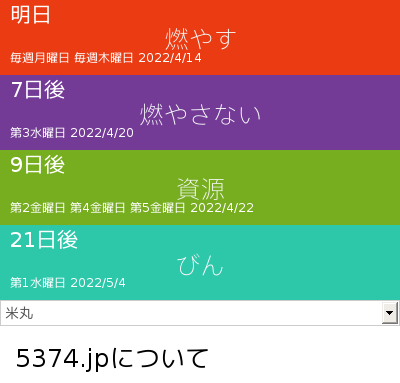 明日
燃やす
毎週月曜日 毎週木曜日 2022/4/14
7日後
燃やさない
第3水曜日 2022/4/20
9日後
資源
第2金曜日 第4金曜日 第5金曜日 2022/4/22
21日後
びん
第1水曜日 2022/5/4
米丸
5374.jpについて